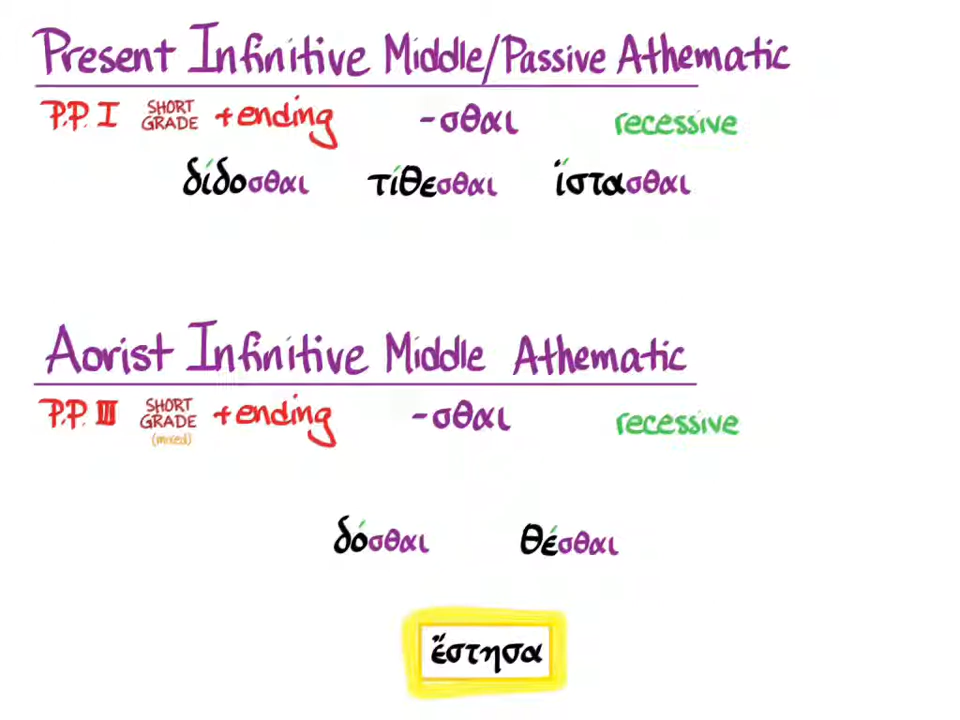 Present Infinitive Middle/Passive Athematic
P.P. I SHORT GRADE + ending -σθαι recessive
δίδοσθαι τίθεσθαι ἵστασθαι
Aorist Infinitive Middle Athematic
P.P. III SHORT GRADE (mixed) + ending -σθαι recessive
δόσθαι θέσθαι
ἔστησα